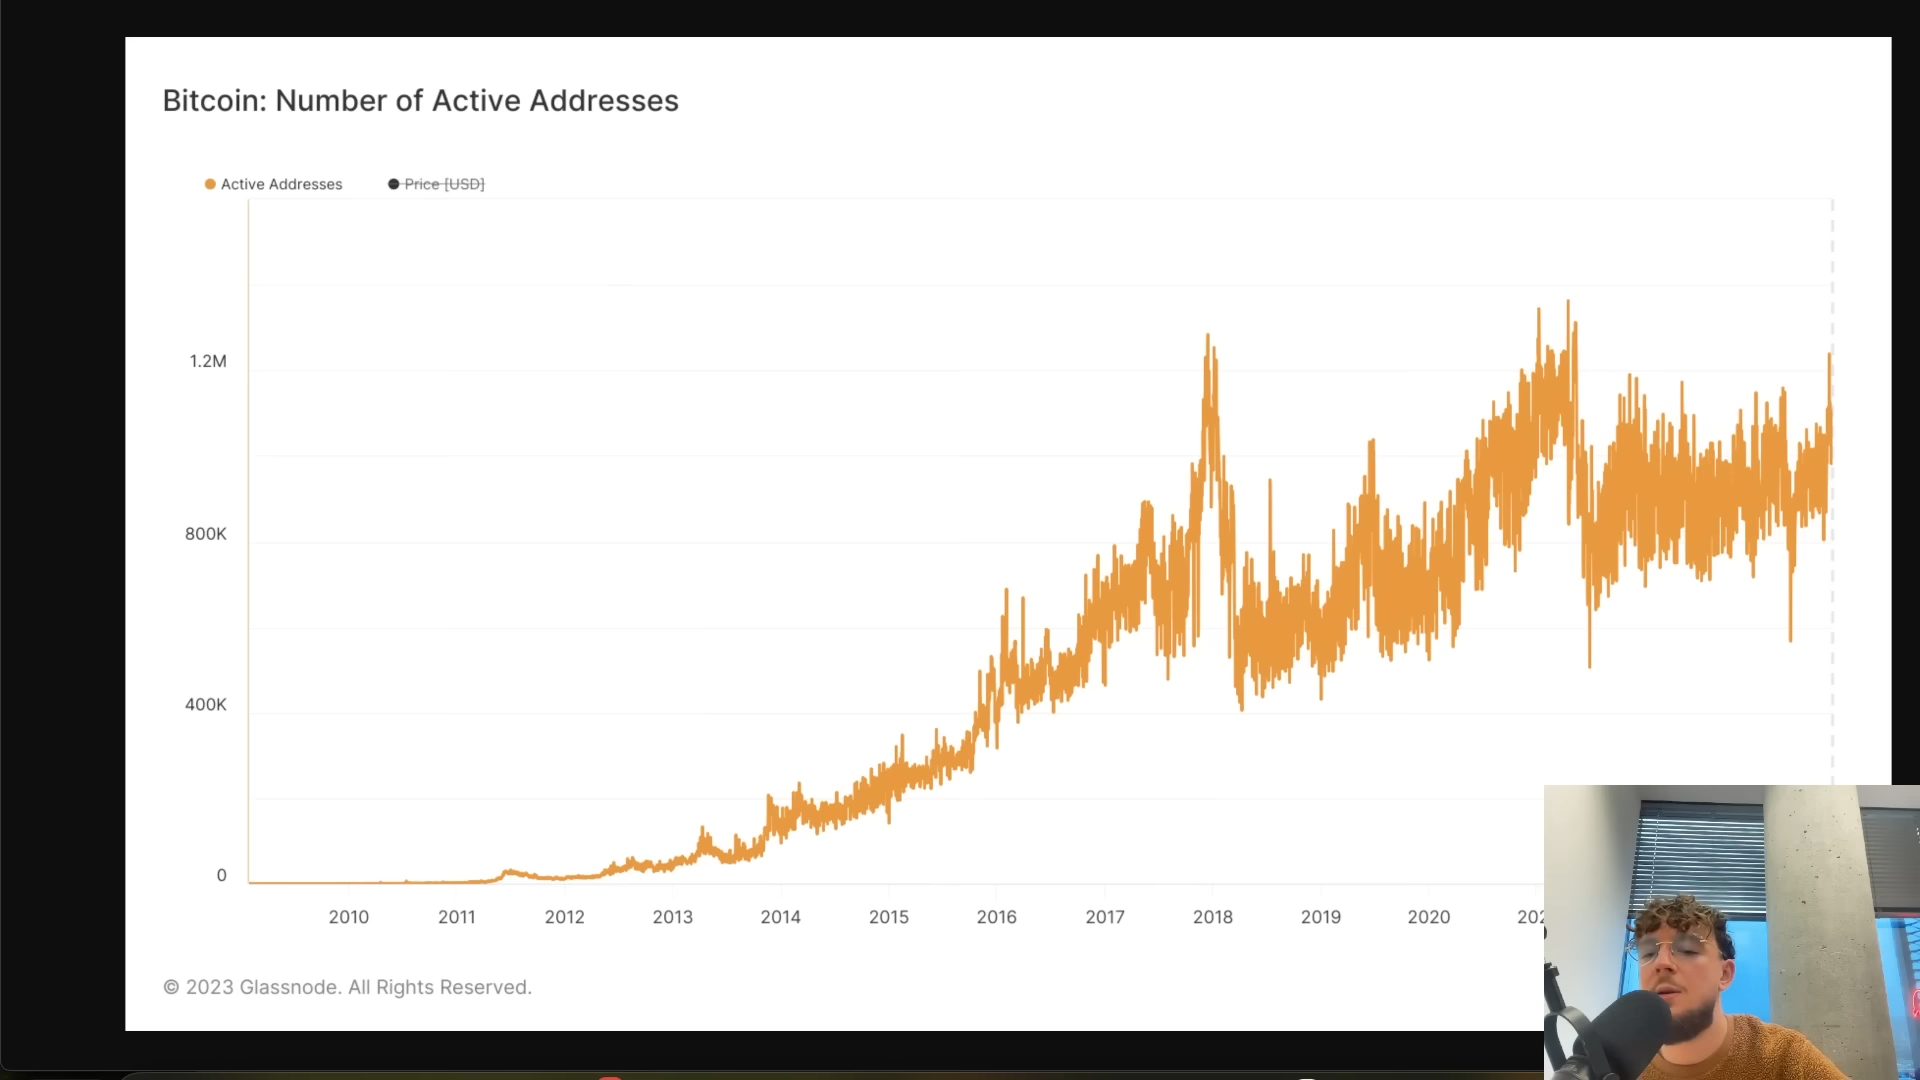 Bitcoin: Number of Active Addresses
Active Addresses Price [USD]
1.2M
800K
400K
0
2010 2011 2012 2013 2014 2015 2016 2017 2018 2019 2020
© 2023 Glassnode. All Rights Reserved.